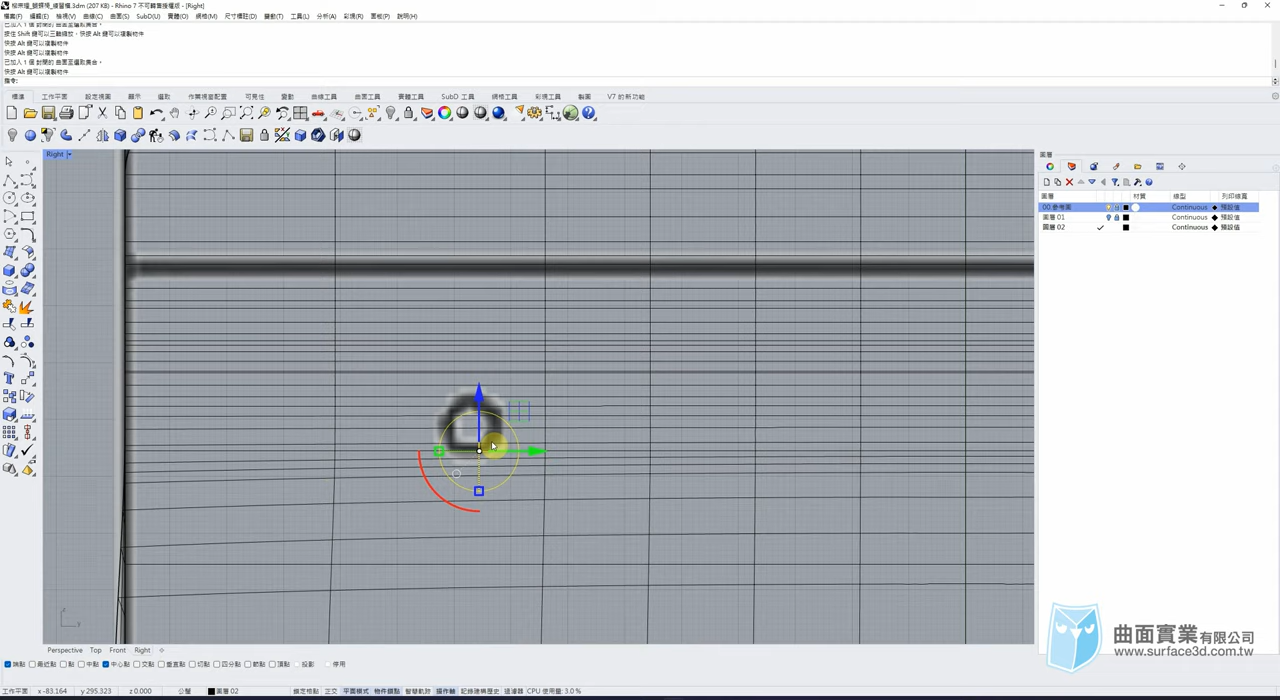 Rhino 7 不可轉賣授權版 - [Right]
檔案(F) 編輯(E) 檢視(V) 曲線(C) 曲面(S) SubD(U) 實體(O) 網格(M) 尺寸標註(D) 變動(T) 工具(L) 分析(A) 彩現(R) 面板(P) 說明(H)
按住 Shift 鍵可以三軸縮放，快按 Alt 鍵可以複製物件
快按 Alt 鍵可以複製物件
快按 Alt 鍵可以複製物件
已加入 1 個 封閉的 曲面至選取集合。
快按 Alt 鍵可以複製物件
指令:
標準 工作平面 設定視圖 顯示 選取 作業視窗配置 可見性 變動 曲線工具 曲面工具 實體工具 網格工具 SubD 工具 彩現工具 製圖 V7 的新功能
Right
圖層
圖層 材質 線型 列印線寬
00.參考圖 Continuous 預設值
圖層 01 Continuous 預設值
圖層 02 Continuous 預設值
z
y
曲面實業有限公司
www.surface3d.com.tw
Perspective Top Front Right
端點 最近點 點 中點 中心點 交點 垂直點 切點 四分點 節點 頂點 投影 停用
工作平面 x -83.164 y 295.323 z 0.000 公釐 圖層 02 鎖定格點 正交 平面模式 物件鎖點 智慧軌跡 操作軸 記錄建構歷史 過濾器 CPU 使用量: 3.0 %